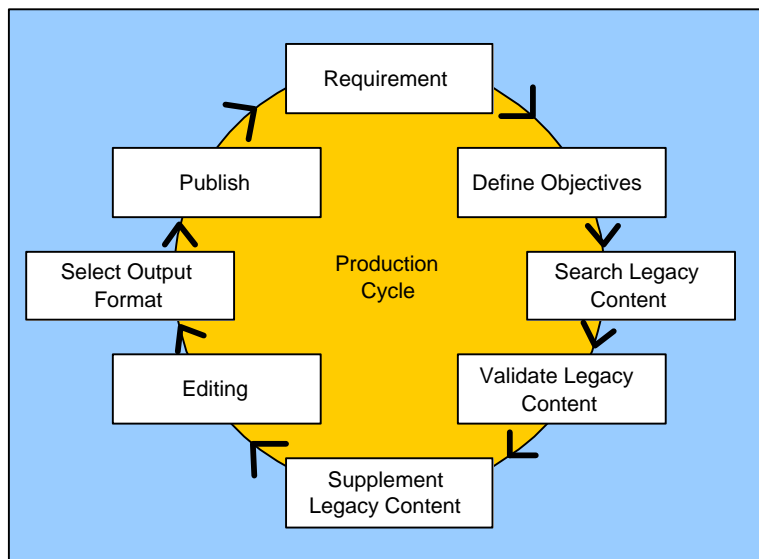 Requirement
Define Objectives
Search Legacy
Content
Validate Legacy
Content
Supplement
Legacy Content
Editing
Select Output
Format
Publish
Production
Cycle